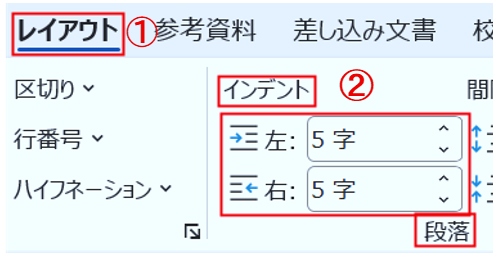 レイアウト ① 参考資料 差し込み文書 校
区切り インデント ② 間
行番号 左: 5 字
ハイフネーション 右: 5 字
段落